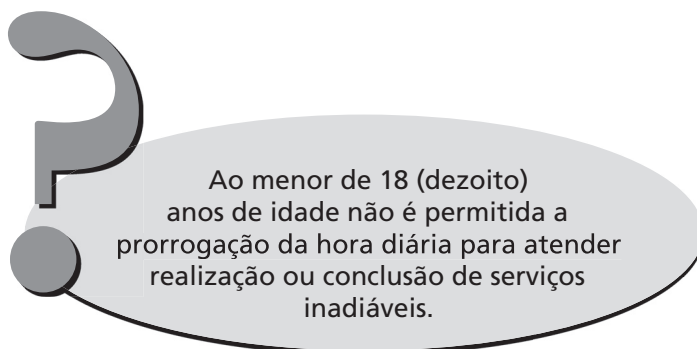 Ao menor de 18 (dezoito)
anos de idade não é permitida a
prorrogação da hora diária para atender
realização ou conclusão de serviços
inadiáveis.